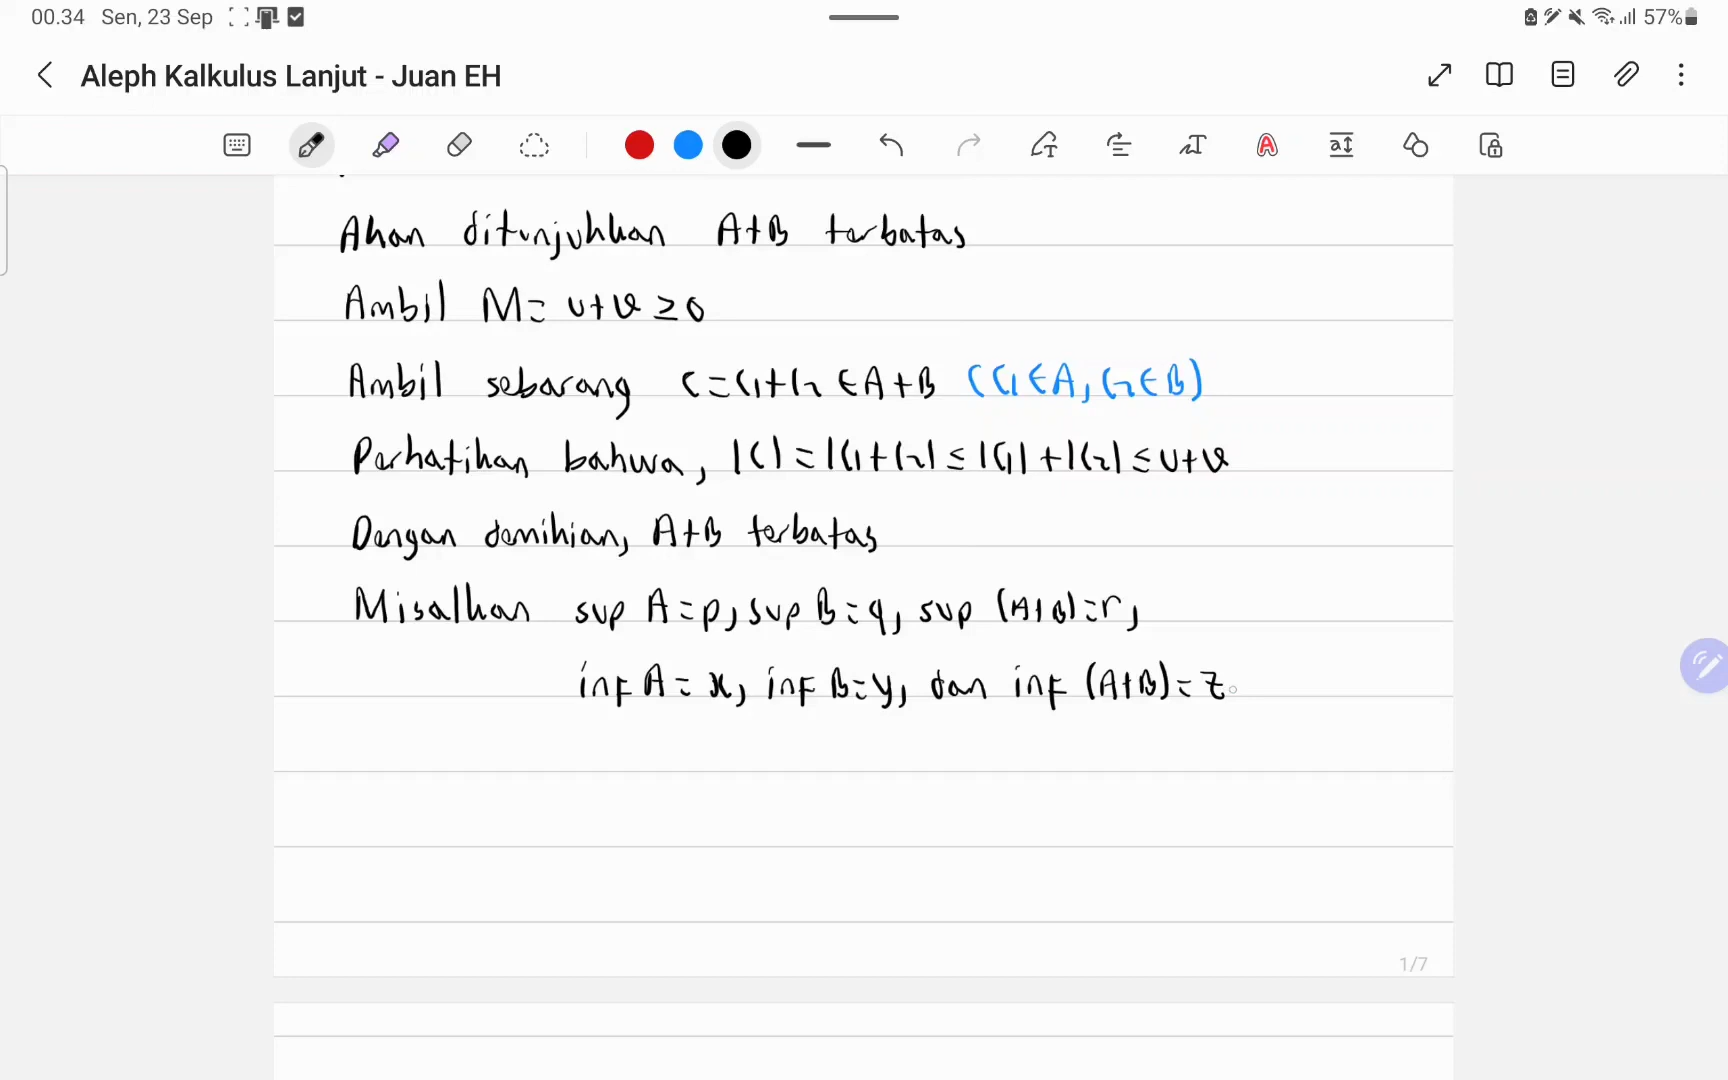 00.34 Sen, 23 Sep 57%
Aleph Kalkulus Lanjut - Juan EH
Akan ditunjukkan A+B terbatas
Ambil M = u+v ≥ 0
Ambil sebarang c = c₁+c₂ ∈ A+B (c₁ ∈ A, c₂ ∈ B)
Perhatikan bahwa, |c| = |c₁+c₂| ≤ |c₁|+|c₂| ≤ u+v
Dengan demikian, A+B terbatas
Misalkan sup A = p, sup B = q, sup (A+B) = r,
inf A = x, inf B = y, dan inf (A+B) = z
1/7